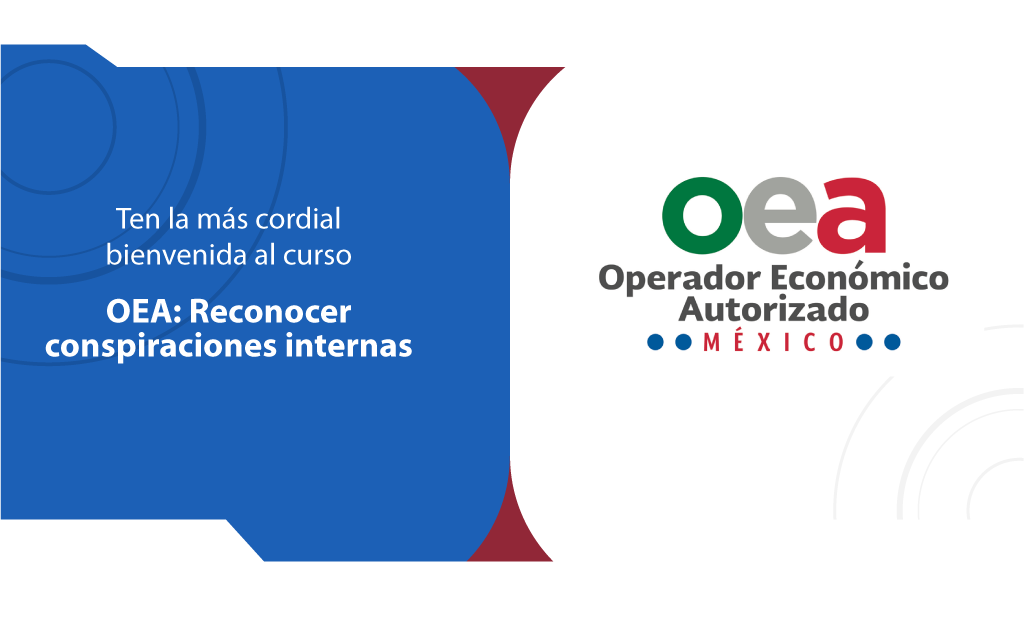 Ten la más cordial
bienvenida al curso
OEA: Reconocer
conspiraciones internas
oea
Operador Económico
Autorizado
MÉXICO